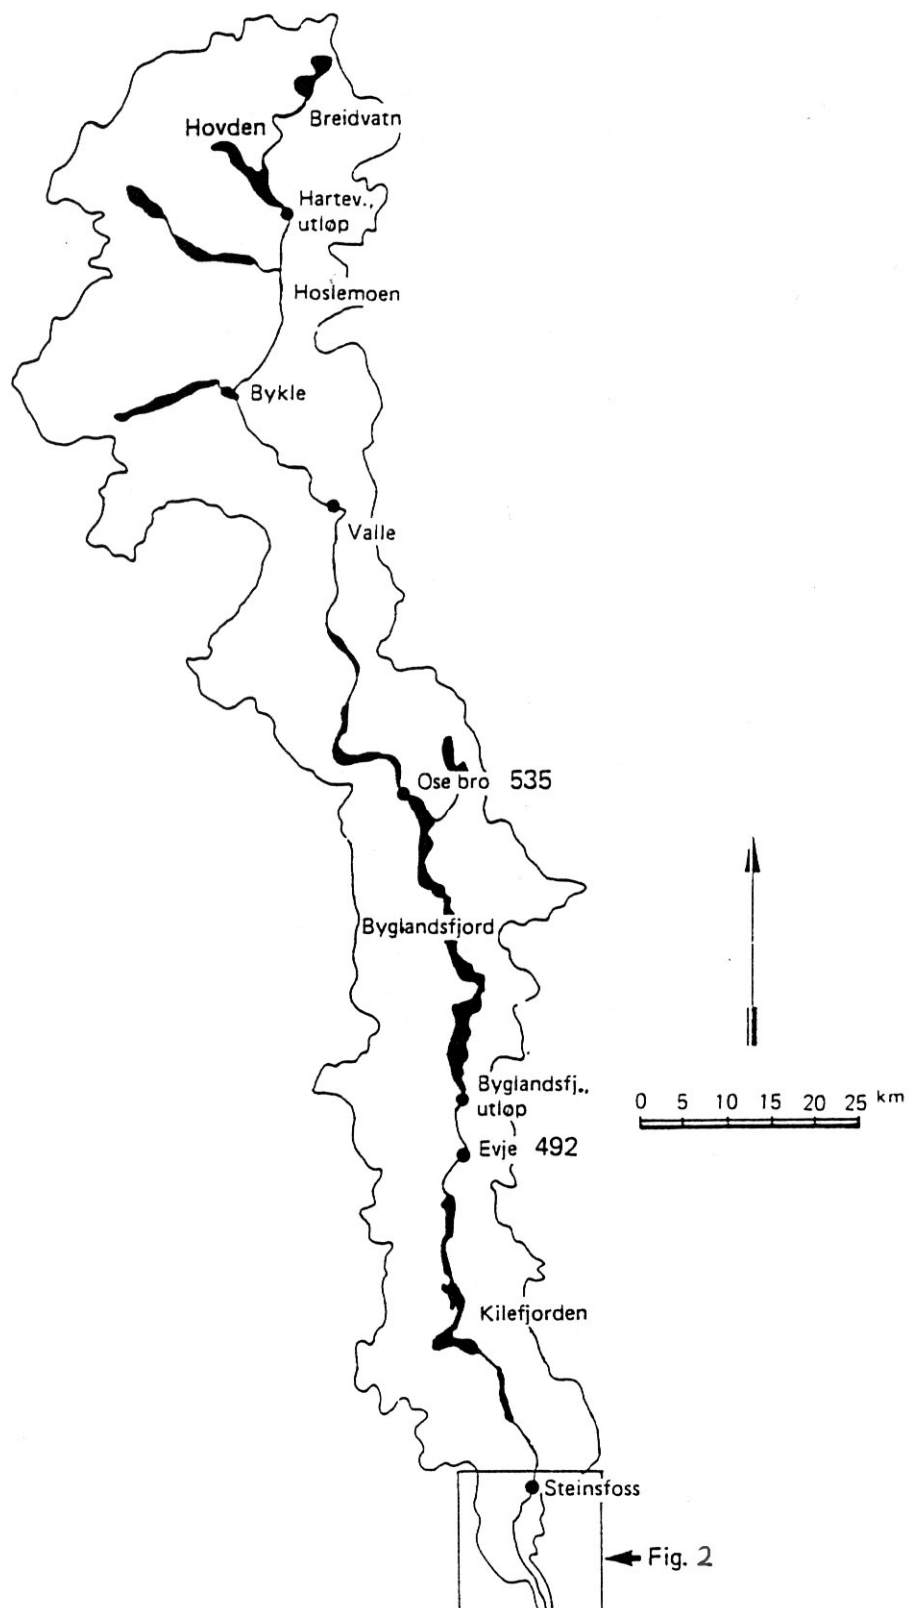 Breidvatn
Hovden
Hartev.,
utløp
Hoslemoen
Bykle
Valle
Ose bro 535
Byglandsfjord
Byglandsfj.,
utløp
0 5 10 15 20 25 km
Evje 492
Kilefjorden
Steinsfoss
Fig. 2